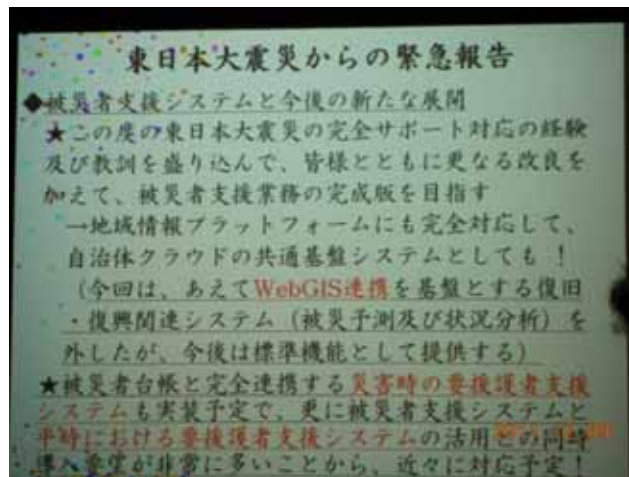 東日本大震災からの緊急報告
◆被災者支援システムと今後の新たな展開
★この度の東日本大震災の完全サポート対応の経験
及び教訓を盛り込んで、皆様とともに更なる改良を
加えて、被災者支援業務の完成版を目指す
→地域情報プラットフォームにも完全対応して、
自治体クラウドの共通基盤システムとしても!
(今回は、あえてWebGIS連携を基盤とする復旧
・復興関連システム(被災予測及び状況分析)を
外したが、今後は標準機能として提供する)
★被災者台帳と完全連携する災害時の要援護者支援
システムも実装予定で、更に被災者支援システムと
平時における要援護者支援システムの活用との同時
導入要望が非常に多いことから、近々に対応予定!